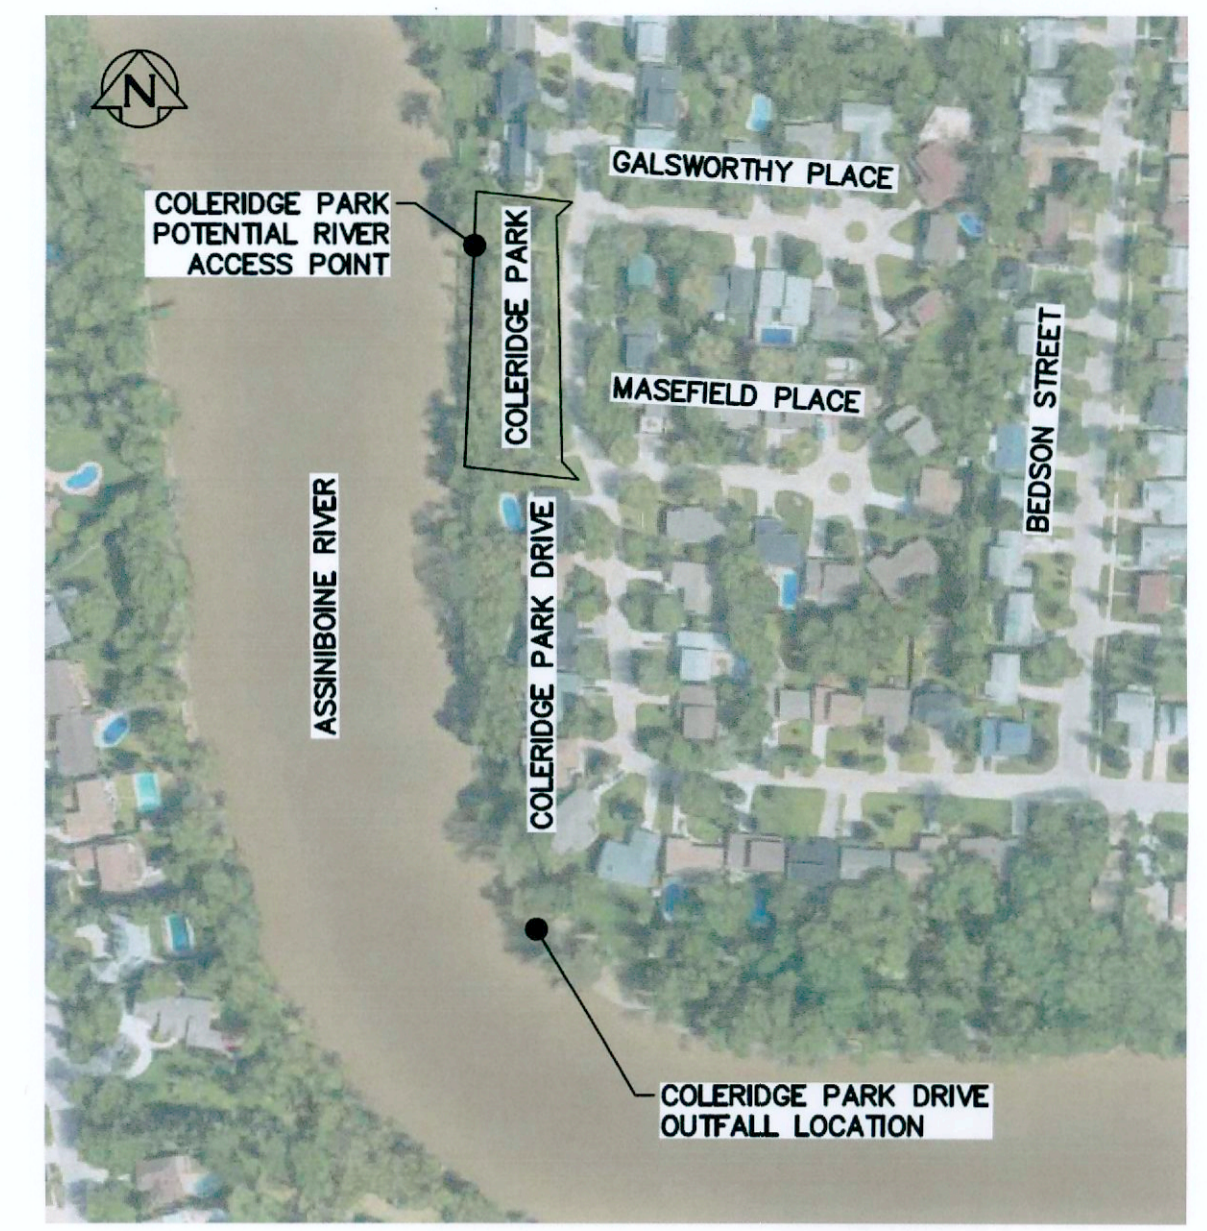 N
GALSWORTHY PLACE
COLERIDGE PARK
POTENTIAL RIVER
ACCESS POINT
COLERIDGE PARK
MASEFIELD PLACE
BEDSON STREET
ASSINIBOINE RIVER
COLERIDGE PARK DRIVE
COLERIDGE PARK DRIVE
OUTFALL LOCATION